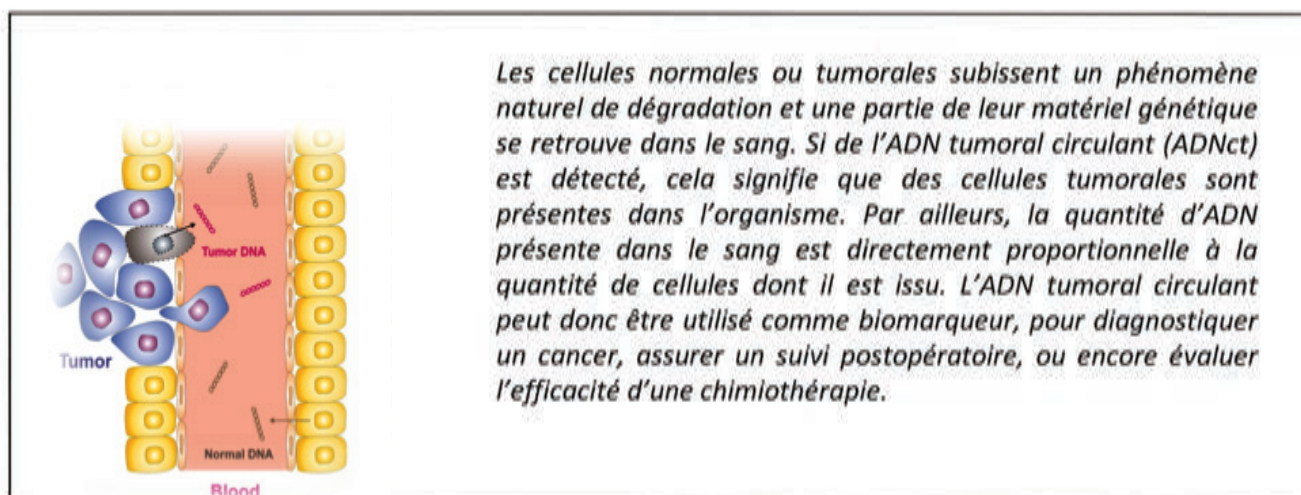 Les cellules normales ou tumorales subissent un phénomène
naturel de dégradation et une partie de leur matériel génétique
se retrouve dans le sang. Si de l'ADN tumoral circulant (ADNct)
est détecté, cela signifie que des cellules tumorales sont
présentes dans l'organisme. Par ailleurs, la quantité d'ADN
présente dans le sang est directement proportionnelle à la
quantité de cellules dont il est issu. L'ADN tumoral circulant
peut donc être utilisé comme biomarqueur, pour diagnostiquer
un cancer, assurer un suivi postopératoire, ou encore évaluer
l'efficacité d'une chimiothérapie.
Tumor DNA
Tumor
Normal DNA
Blood